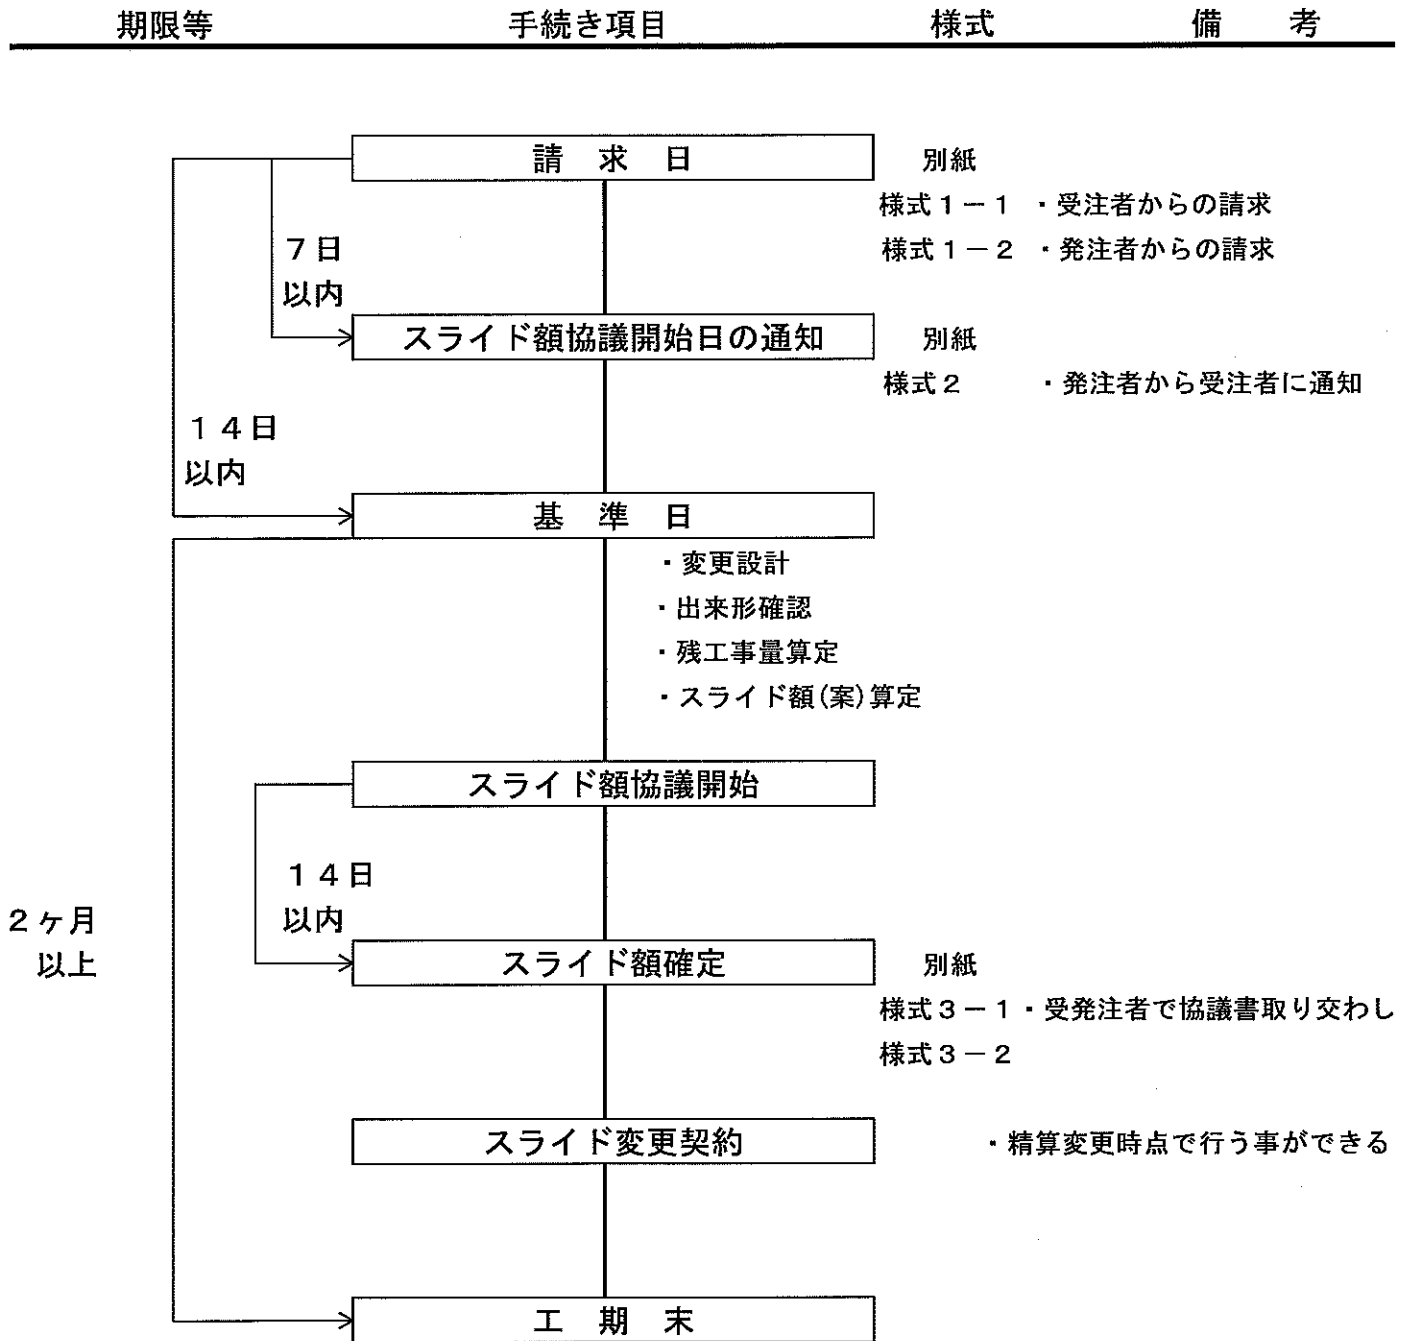 期限等 手続き項目 様式 備 考
請 求 日 別紙
様式1-1 ・受注者からの請求
７日
以内
様式1-2 ・発注者からの請求
スライド額協議開始日の通知 別紙
様式2 ・発注者から受注者に通知
１４日
以内
基 準 日
・変更設計
・出来形確認
・残工事量算定
・スライド額(案)算定
スライド額協議開始
１４日
以内
２ヶ月
以上
スライド額確定 別紙
様式3-1・受発注者で協議書取り交わし
様式3-2
スライド変更契約 ・精算変更時点で行う事ができる
工 期 末